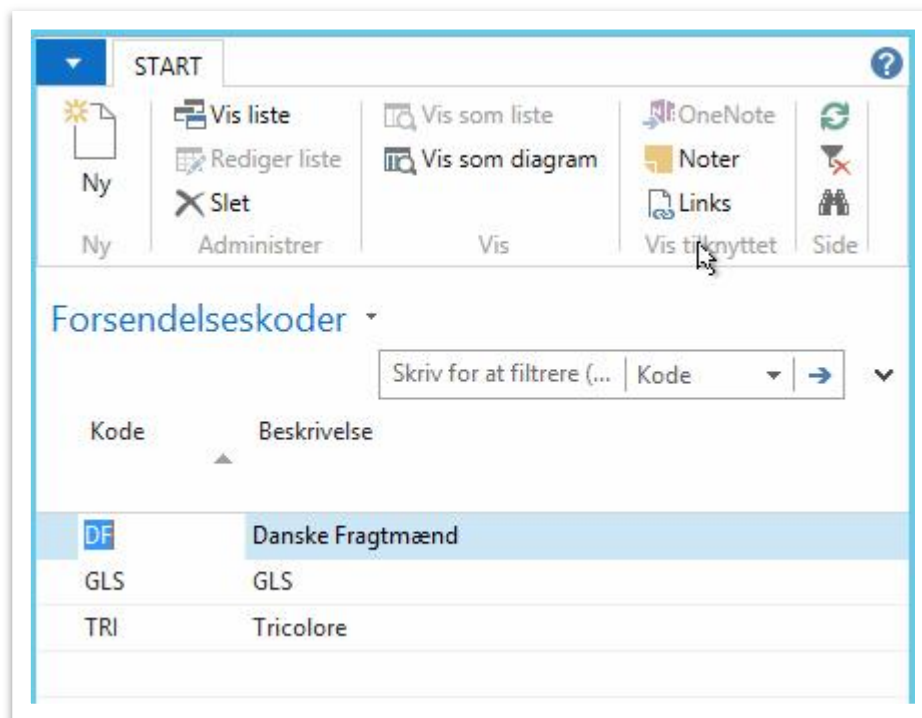 START
?
Ny
Vis liste
Rediger liste
Slet
Vis som liste
Vis som diagram
OneNote
Noter
Links
Ny
Administrer
Vis
Vis tilknyttet
Side
Forsendelseskoder
Skriv for at filtrere (... Kode
Kode Beskrivelse
DF Danske Fragtmænd
GLS GLS
TRI Tricolore